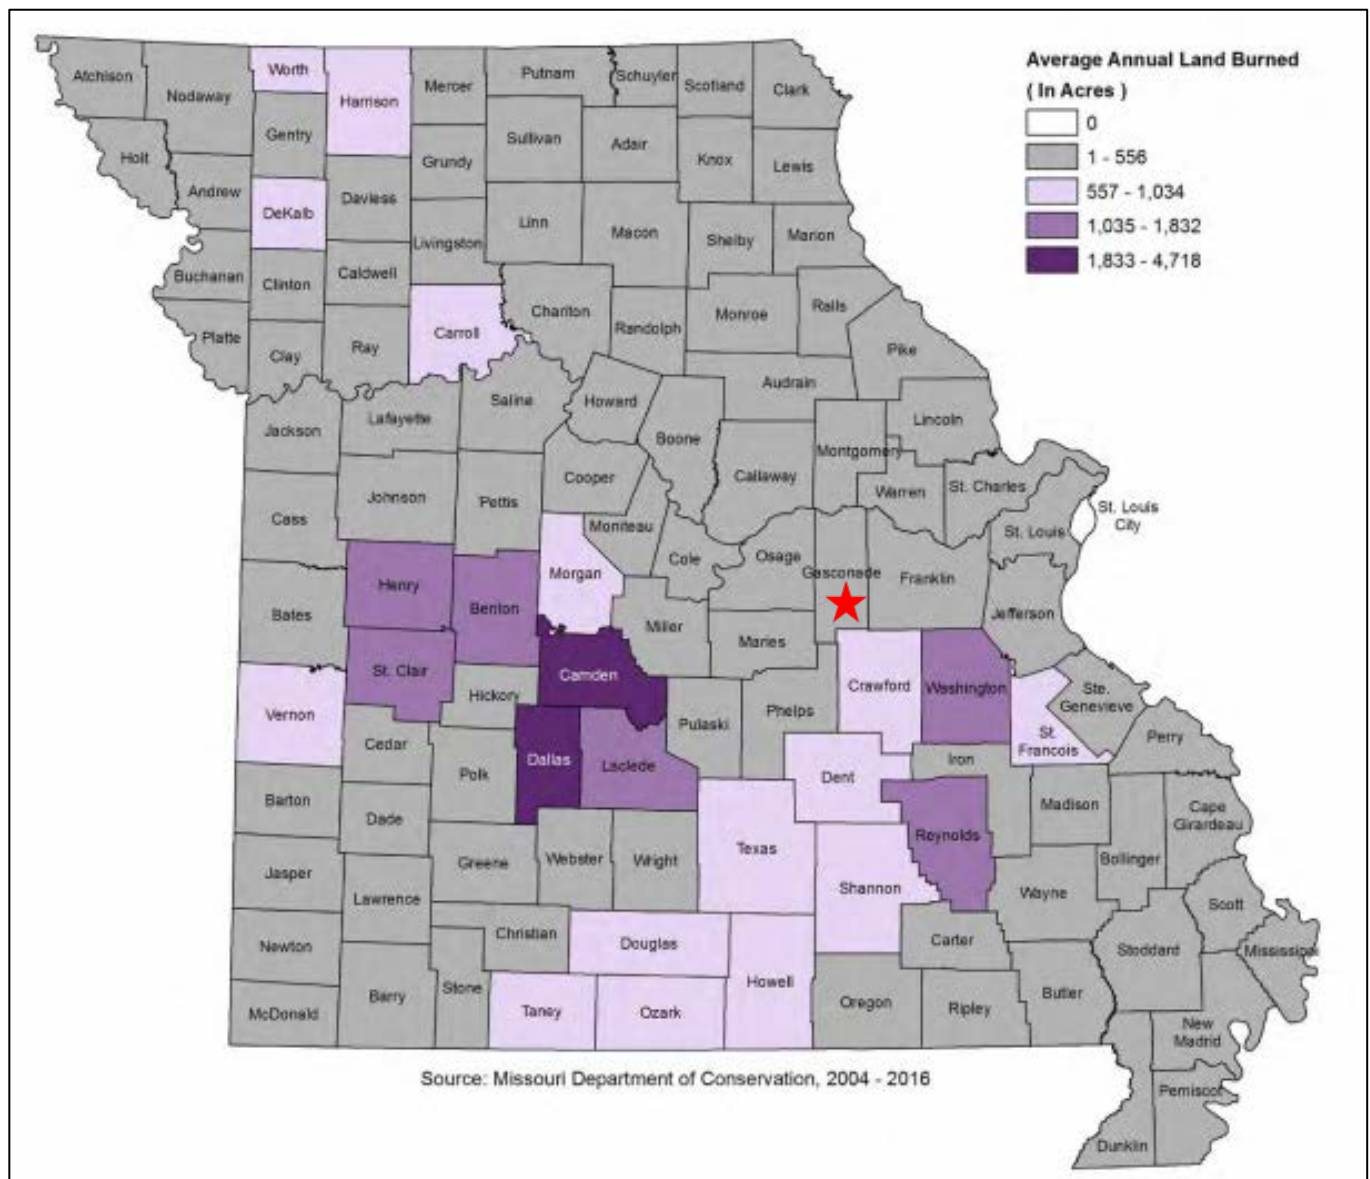 Average Annual Land Burned
( In Acres )
0
1 - 556
557 - 1,034
1,035 - 1,832
1,833 - 4,718
Atchison
Nodaway
Worth
Harrison
Mercer
Putnam
Schuyler
Scotland
Clark
Holt
Gentry
Sullivan
Adair
Knox
Lewis
Andrew
DeKalb
Daviess
Grundy
Linn
Macon
Shelby
Marion
Buchanan
Clinton
Caldwell
Livingston
Chariton
Randolph
Monroe
Ralls
Pike
Platte
Clay
Ray
Carroll
Audrain
Jackson
Lafayette
Saline
Howard
Boone
Callaway
Montgomery
Lincoln
Cass
Johnson
Pettis
Cooper
Moniteau
Cole
Osage
Gasconade
Warren
St. Charles
Franklin
St. Louis
St. Louis
City
Jefferson
Bates
Henry
Benton
Morgan
Miller
Maries
Vernon
St. Clair
Hickory
Camden
Pulaski
Phelps
Crawford
Washington
Ste.
Genevieve
St.
Francois
Perry
Cedar
Polk
Dallas
Laclede
Dent
Iron
Madison
Cape
Girardeau
Barton
Dade
Greene
Webster
Wright
Texas
Shannon
Reynolds
Wayne
Bollinger
Jasper
Lawrence
Christian
Douglas
Howell
Carter
Scott
Stoddard
Mississippi
Newton
McDonald
Barry
Stone
Taney
Ozark
Oregon
Ripley
Butler
New
Madrid
Pemiscot
Dunklin
Source: Missouri Department of Conservation, 2004 - 2016